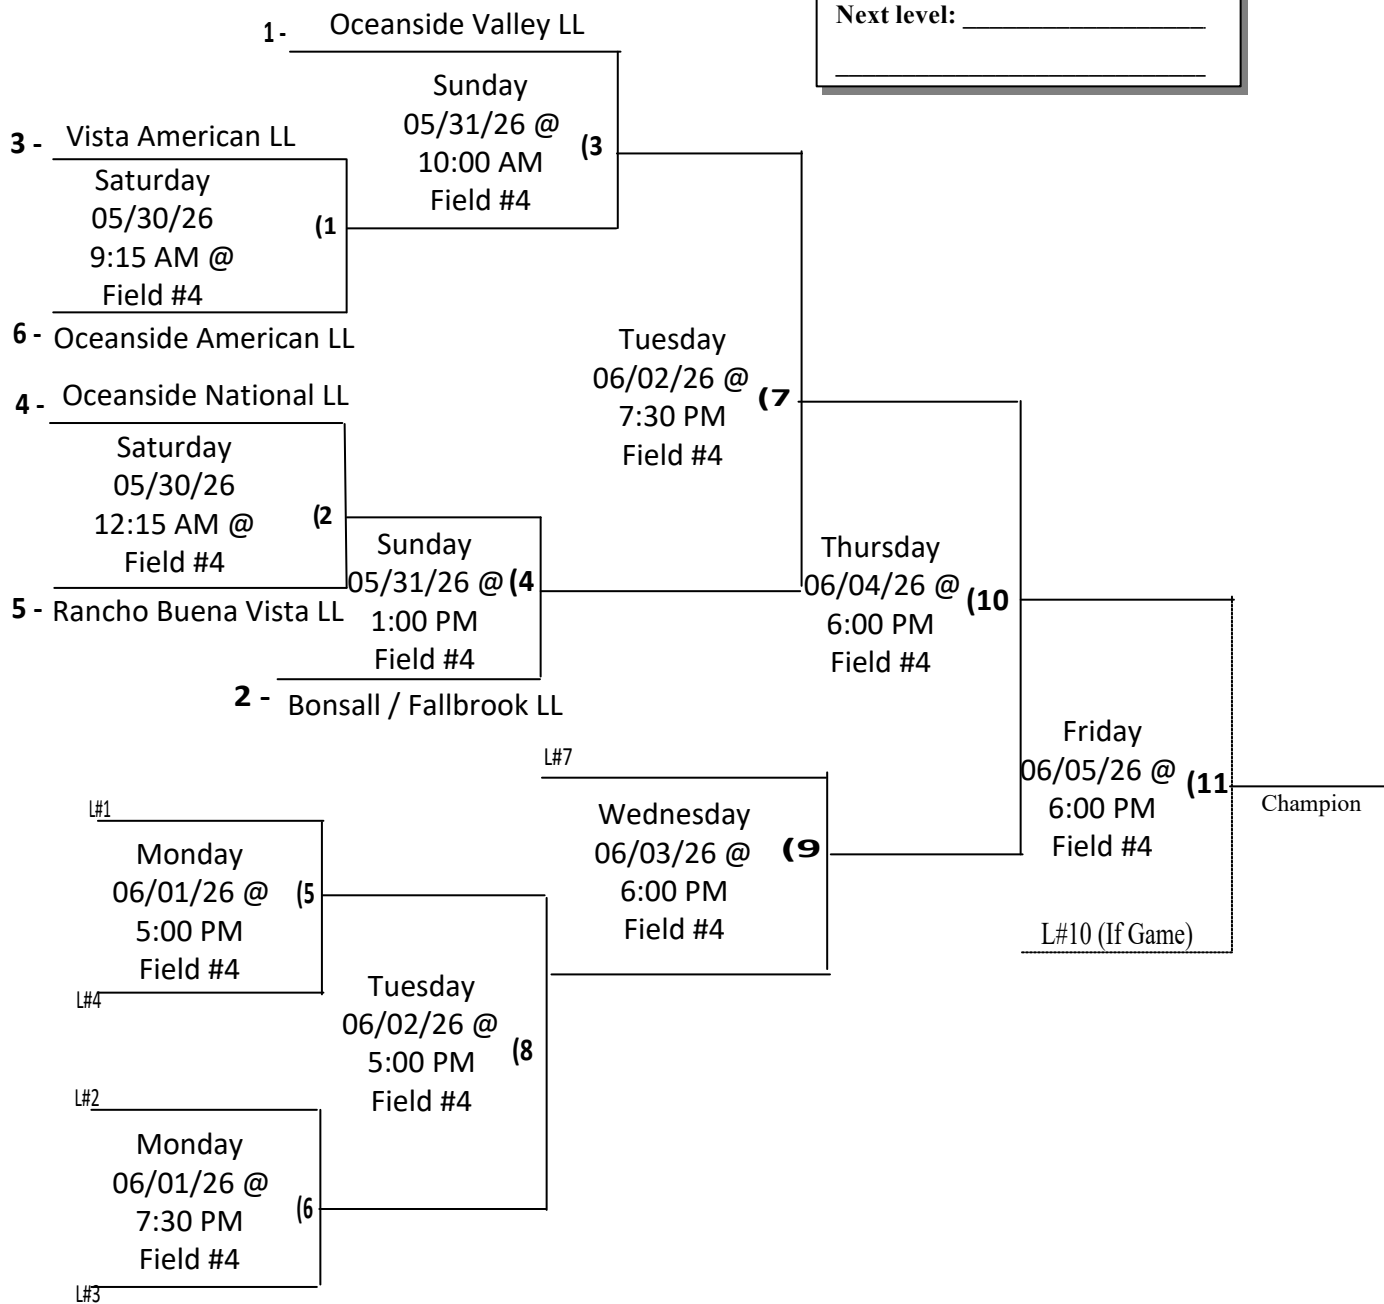 Next level: ____________________
______________________________
1 - Oceanside Valley LL
Sunday
05/31/26 @
10:00 AM
Field #4
(3
3 - Vista American LL
Saturday
05/30/26
9:15 AM @
Field #4
(1
6 - Oceanside American LL
4 - Oceanside National LL
Saturday
05/30/26
12:15 AM @
Field #4
(2
5 - Rancho Buena Vista LL
Sunday
05/31/26 @
1:00 PM
Field #4
(4
2 - Bonsall / Fallbrook LL
Tuesday
06/02/26 @
7:30 PM
Field #4
(7
Thursday
06/04/26 @
6:00 PM
Field #4
(10
L#7
Wednesday
06/03/26 @
6:00 PM
Field #4
(9
Friday
06/05/26 @
6:00 PM
Field #4
(11
Champion
L#10 (If Game)
L#1
Monday
06/01/26 @
5:00 PM
Field #4
(5
L#4
Tuesday
06/02/26 @
5:00 PM
Field #4
(8
L#2
Monday
06/01/26 @
7:30 PM
Field #4
(6
L#3